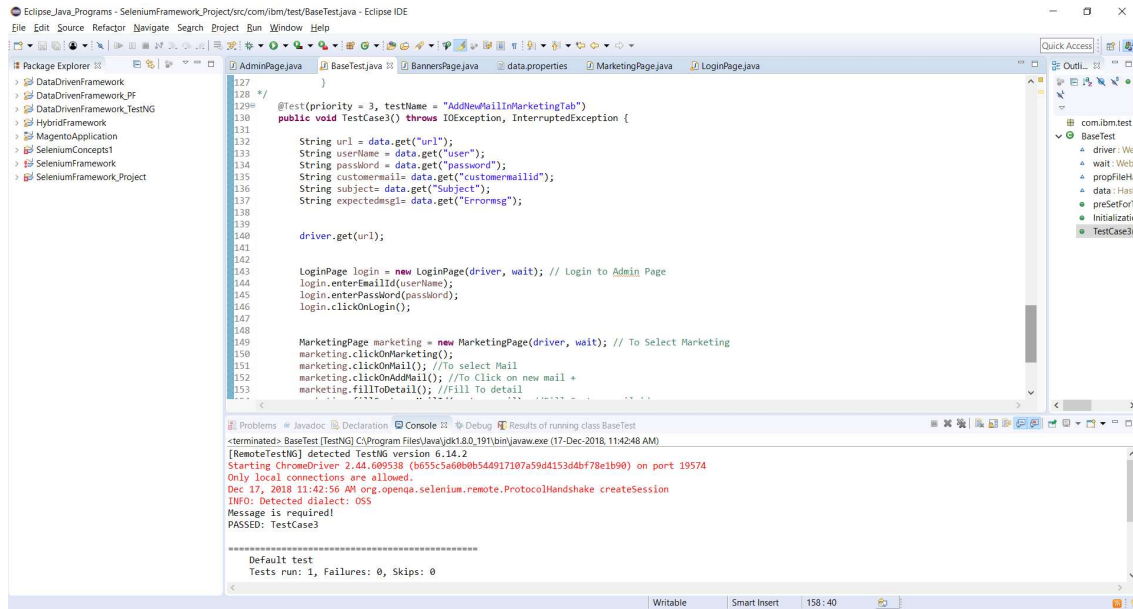 Eclipse_Java_Programs - SeleniumFramework_Project/src/com/ibm/test/BaseTest.java - Eclipse IDE
File Edit Source Refactor Navigate Search Project Run Window Help
Quick Access
Package Explorer
DataDrivenFramework
DataDrivenFramework_PF
DataDrivenFramework_TestNG
HybridFramework
MagentoApplication
SeleniumConcepts1
SeleniumFramework
SeleniumFramework_Project
AdminPage.java BaseTest.java BannersPage.java data.properties MarketingPage.java LoginPage.java
127 }
128 */
129 @Test(priority = 3, testName = "AddNewMailInMarketingTab")
130 public void TestCase3() throws IOException, InterruptedException {
131
132 String url = data.get("url");
133 String userName = data.get("user");
134 String passWord = data.get("password");
135 String customermail= data.get("customermailid");
136 String subject= data.get("Subject");
137 String expectedmsg1= data.get("Errormsg");
138
139
140 driver.get(url);
141
142
143 LoginPage login = new LoginPage(driver, wait); // Login to Admin Page
144 login.enterEmailId(userName);
145 login.enterPassWord(passWord);
146 login.clickOnLogin();
147
148
149 MarketingPage marketing = new MarketingPage(driver, wait); // To Select Marketing
150 marketing.clickOnMarketing();
151 marketing.clickOnMail(); //To select Mail
152 marketing.clickOnAddMail(); //To Click on new mail +
153 marketing.fillToDetail(); //Fill To detail
Outli...
com.ibm.test
BaseTest
driver : We
wait : Web
propFileHa
data : Has
preSetForT
Initializatio
TestCase3(
Problems Javadoc Declaration Console Debug Results of running class BaseTest
<terminated> BaseTest [TestNG] C:\Program Files\Java\jdk1.8.0_191\bin\javaw.exe (17-Dec-2018, 11:42:48 AM)
[RemoteTestNG] detected TestNG version 6.14.2
Starting ChromeDriver 2.44.609538 (b655c5a60b0b544917107a59d4153d4bf78e1b90) on port 19574
Only local connections are allowed.
Dec 17, 2018 11:42:56 AM org.openqa.selenium.remote.ProtocolHandshake createSession
INFO: Detected dialect: OSS
Message is required!
PASSED: TestCase3
===============================================
Default test
Tests run: 1, Failures: 0, Skips: 0
Writable Smart Insert 158 : 40